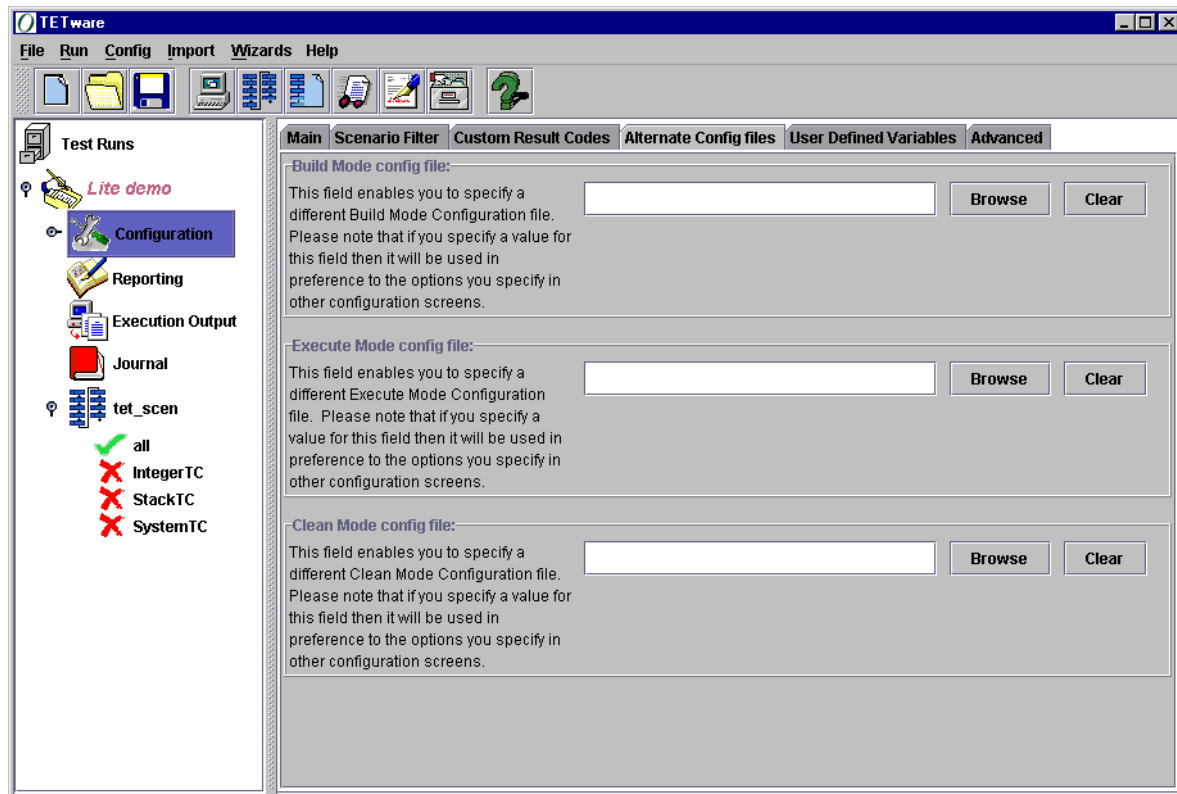 TETware
File Run Config Import Wizards Help
Test Runs
Lite demo
Configuration
Reporting
Execution Output
Journal
tet_scen
all
IntegerTC
StackTC
SystemTC
Main Scenario Filter Custom Result Codes Alternate Config files User Defined Variables Advanced
Build Mode config file:
This field enables you to specify a
different Build Mode Configuration file.
Please note that if you specify a value for
this field then it will be used in
preference to the options you specify in
other configuration screens.
Browse Clear
Execute Mode config file:
This field enables you to specify a
different Execute Mode Configuration
file. Please note that if you specify a
value for this field then it will be used in
preference to the options you specify in
other configuration screens.
Browse Clear
Clean Mode config file:
This field enables you to specify a
different Clean Mode Configuration file.
Please note that if you specify a value for
this field then it will be used in
preference to the options you specify in
other configuration screens.
Browse Clear